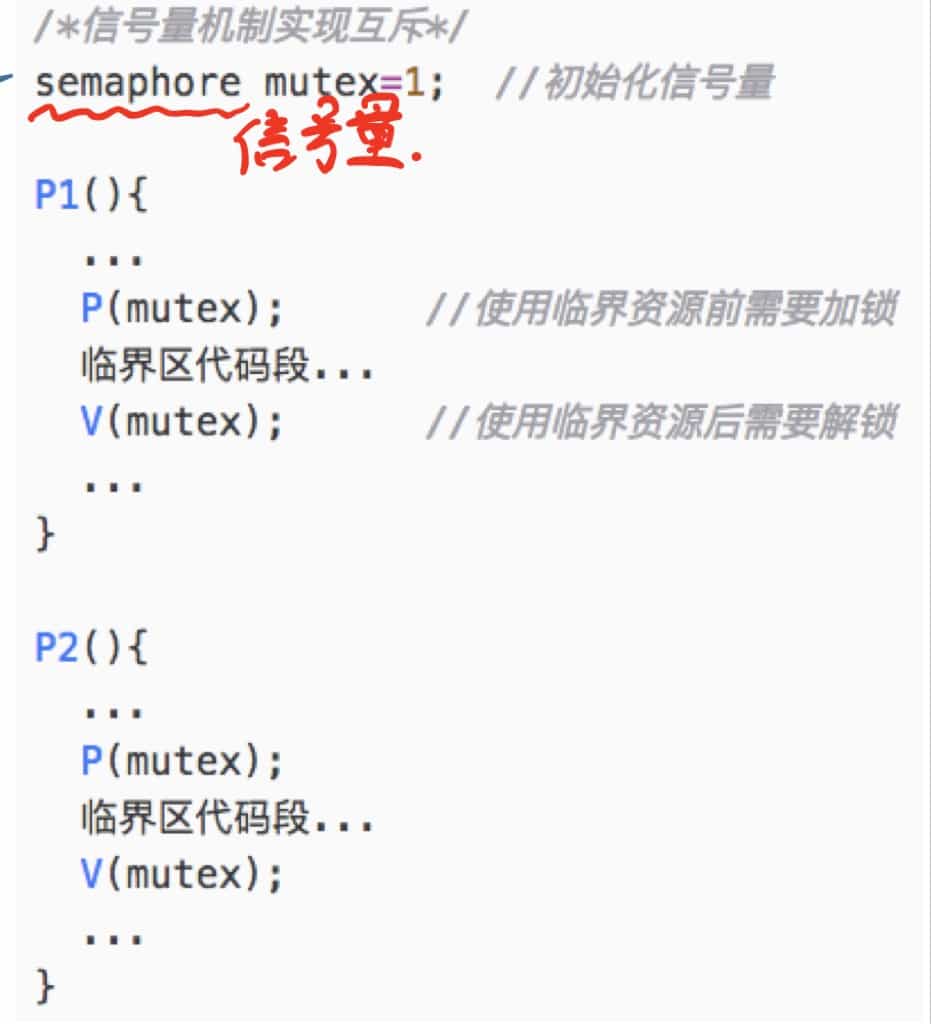 /*信号量机制实现互斥*/
semaphore mutex=1; //初始化信号量
信号量.
P1(){
...
P(mutex); //使用临界资源前需要加锁
临界区代码段...
V(mutex); //使用临界资源后需要解锁
...
}
P2(){
...
P(mutex);
临界区代码段...
V(mutex);
...
}